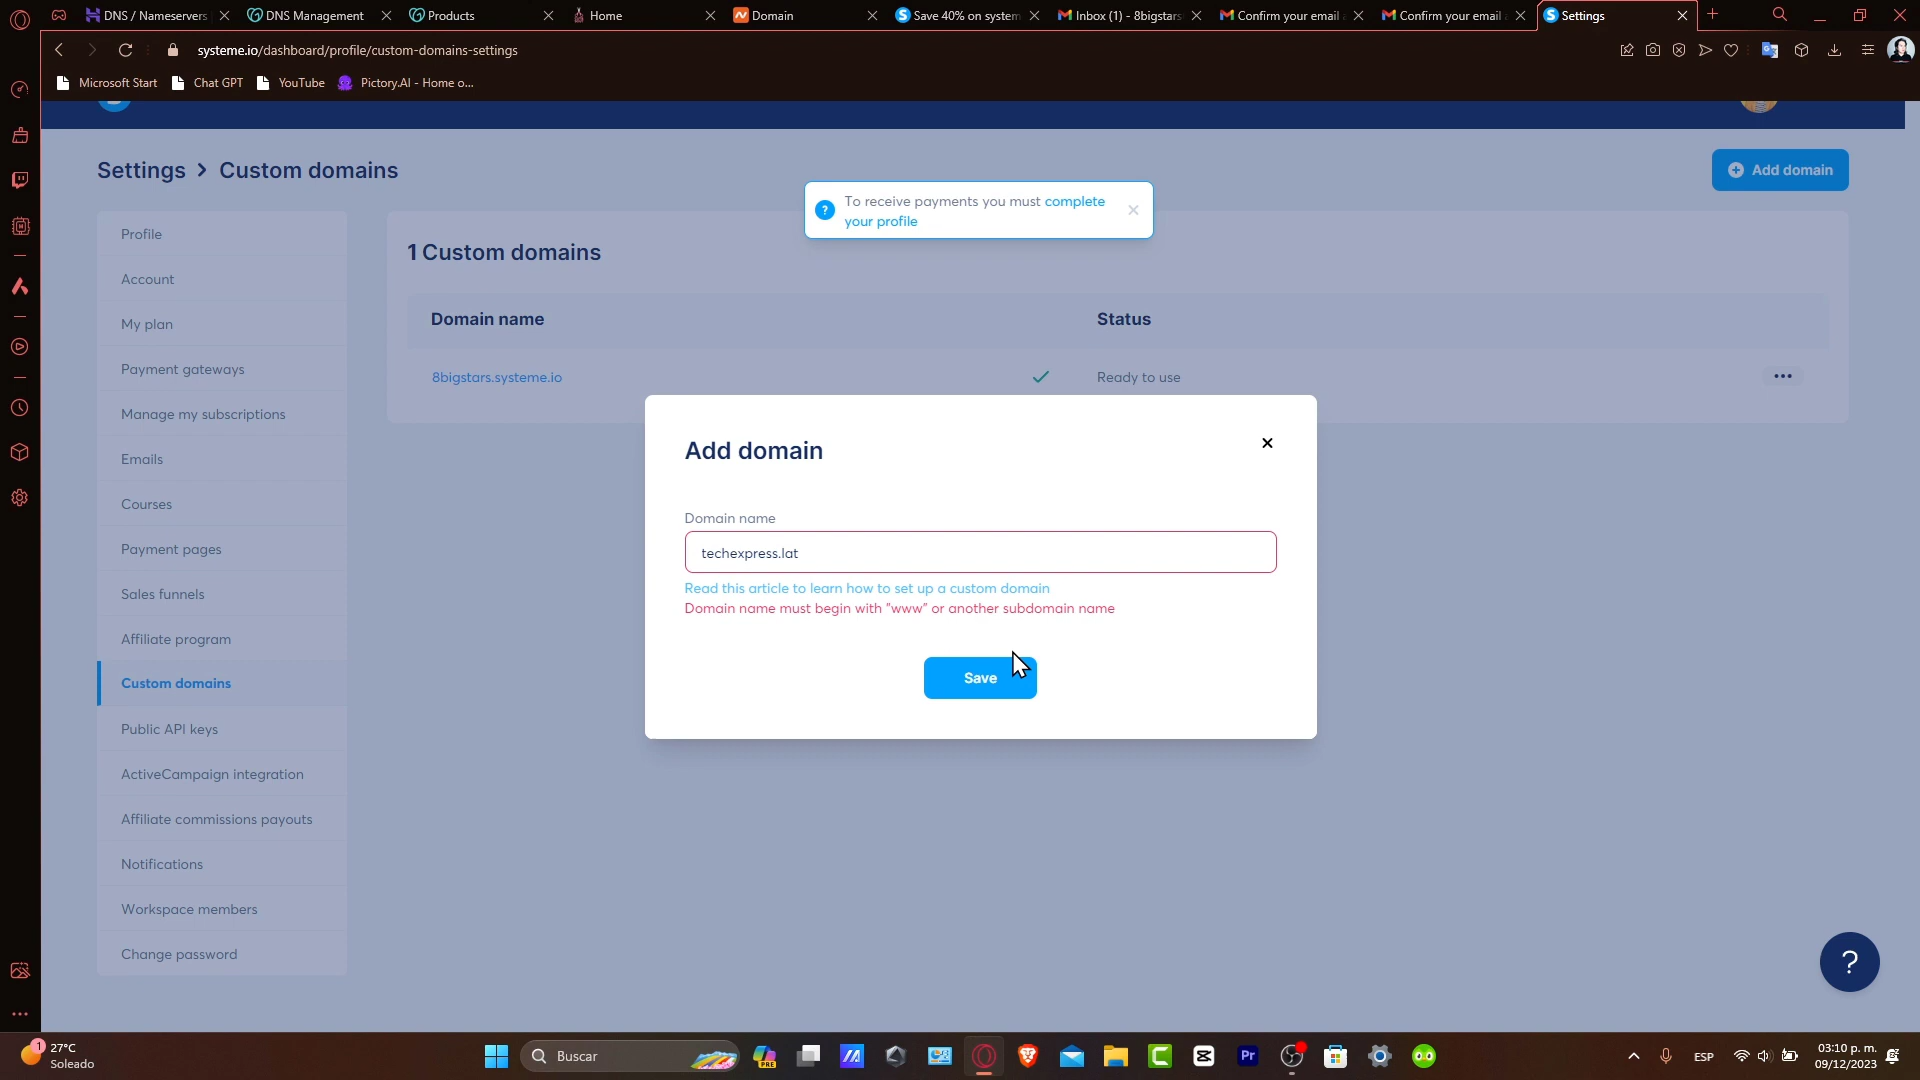 DNS / Nameservers
DNS Management
Products
Home
Domain
Save 40% on system
Inbox (1) - 8bigstars
Confirm your email a
Confirm your email a
Settings
systeme.io/dashboard/profile/custom-domains-settings
Microsoft Start
Chat GPT
YouTube
Pictory.AI - Home o...
Settings > Custom domains
Add domain
To receive payments you must complete
your profile
Profile
Account
My plan
Payment gateways
Manage my subscriptions
Emails
Courses
Payment pages
Sales funnels
Affiliate program
Custom domains
Public API keys
ActiveCampaign integration
Affiliate commissions payouts
Notifications
Workspace members
Change password
1 Custom domains
Domain name
Status
8bigstars.systeme.io
Ready to use
Add domain
Domain name
techexpress.lat
Read this article to learn how to set up a custom domain
Domain name must begin with "www" or another subdomain name
Save
?
1
27°C
Soleado
Buscar
PRE
Pr
ESP
03:10 p. m.
09/12/2023